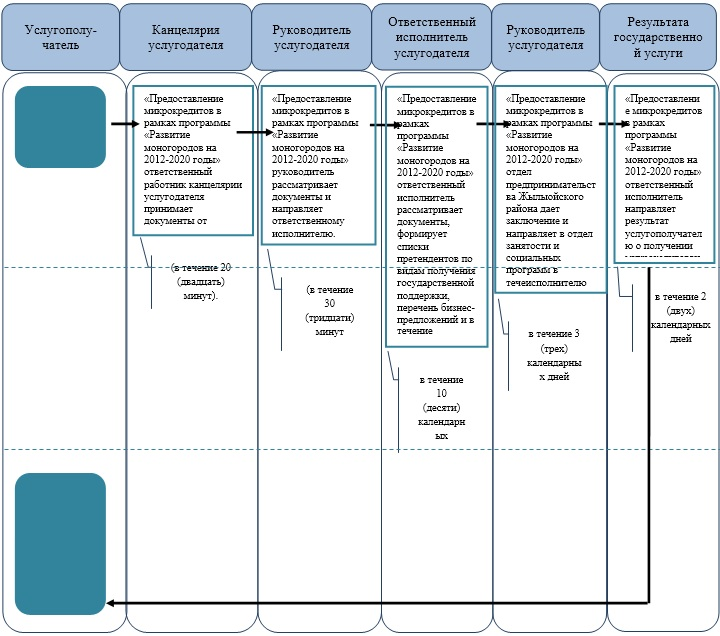 Услугополу-
чатель
Канцелярия
услугодателя
Руководитель
услугодателя
Ответственный
исполнитель
услугодателя
Руководитель
услугодателя
Результата
государственно
й услуги
«Предоставление
микрокредитов в
рамках программы
«Развитие
моногородов на
2012-2020 годы»
ответственный
работник канцелярии
услугодателя
принимает
документы от
«Предоставление
микрокредитов в
рамках программы
«Развитие
моногородов на
2012-2020 годы»
руководитель
рассматривает
документы и
направляет
ответственному
исполнителю.
«Предоставление
микрокредитов в
рамках
программы
«Развитие
моногородов на
2012-2020 годы»
ответственный
исполнитель
рассматривает
документы,
формирует
списки
претендентов по
видам получения
государственной
поддержки,
перечень бизнес-
предложений и в
течение
«Предоставление
микрокредитов в
рамках программы
«Развитие
моногородов на
2012-2020 годы»
отдел
предпринимательст
ва Жылыойского
района дает
заключение и
направляет в отдел
занятости и
социальных
программ в
течеисполнителю
«Предоставлени
е микрокредитов
в рамках
программы
«Развитие
моногородов на
2012-2020 годы»
ответственный
исполнитель
направляет
результат
услугополучател
ю о получении
(в течение 20
(двадцать)
минут).
(в течение
30
(тридцати)
минут
в течение
10
(десяти)
календарн
ых
в течение 3
(трех)
календарны
х дней
в течение 2
(двух)
календарных
дней